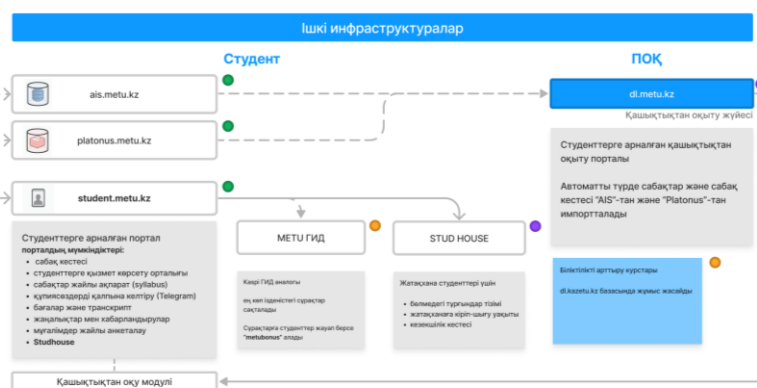 Ішкі инфраструктуралар
Студент
ПОҚ
ais.metu.kz
dl.metu.kz
Қашықтықтан оқыту жүйесі
platonus.metu.kz
Студенттерге арналған қашықтықтан
оқыту порталы
Автоматты түрде сабақтар және сабақ
кестесі "AIS"-тан және "Platonus"-тан
импортталады
student.metu.kz
Студенттерге арналған портал
порталдың мүмкіндіктері:
• сабақ кестесі
• студенттерге қызмет көрсету орталығы
• сабақтар жайлы ақпарат (syllabus)
• құпиясөздерді қалпына келтіру (Telegram)
• бағалар және транскрипт
• жаңалықтар мен хабарландырулар
• мұғалімдер жайлы анкеталау
• Studhouse
METU ГИД
Кәзірі ГИД аналогы
ең көп ізденістегі сұрақтар
сақталады
Сұрақтарға студенттер жауап берсе
"metubonus" алады
STUD HOUSE
Жатақхана студенттері үшін
• бөлмедегі тұрғындар тізімі
• жатақханаға кіріп-шығу уақыты
• кезекшілік кестесі
Біліктілікті арттыру курстары
dl.kazetu.kz базасында жұмыс жасайды
Қашықтықтан оқу модулі